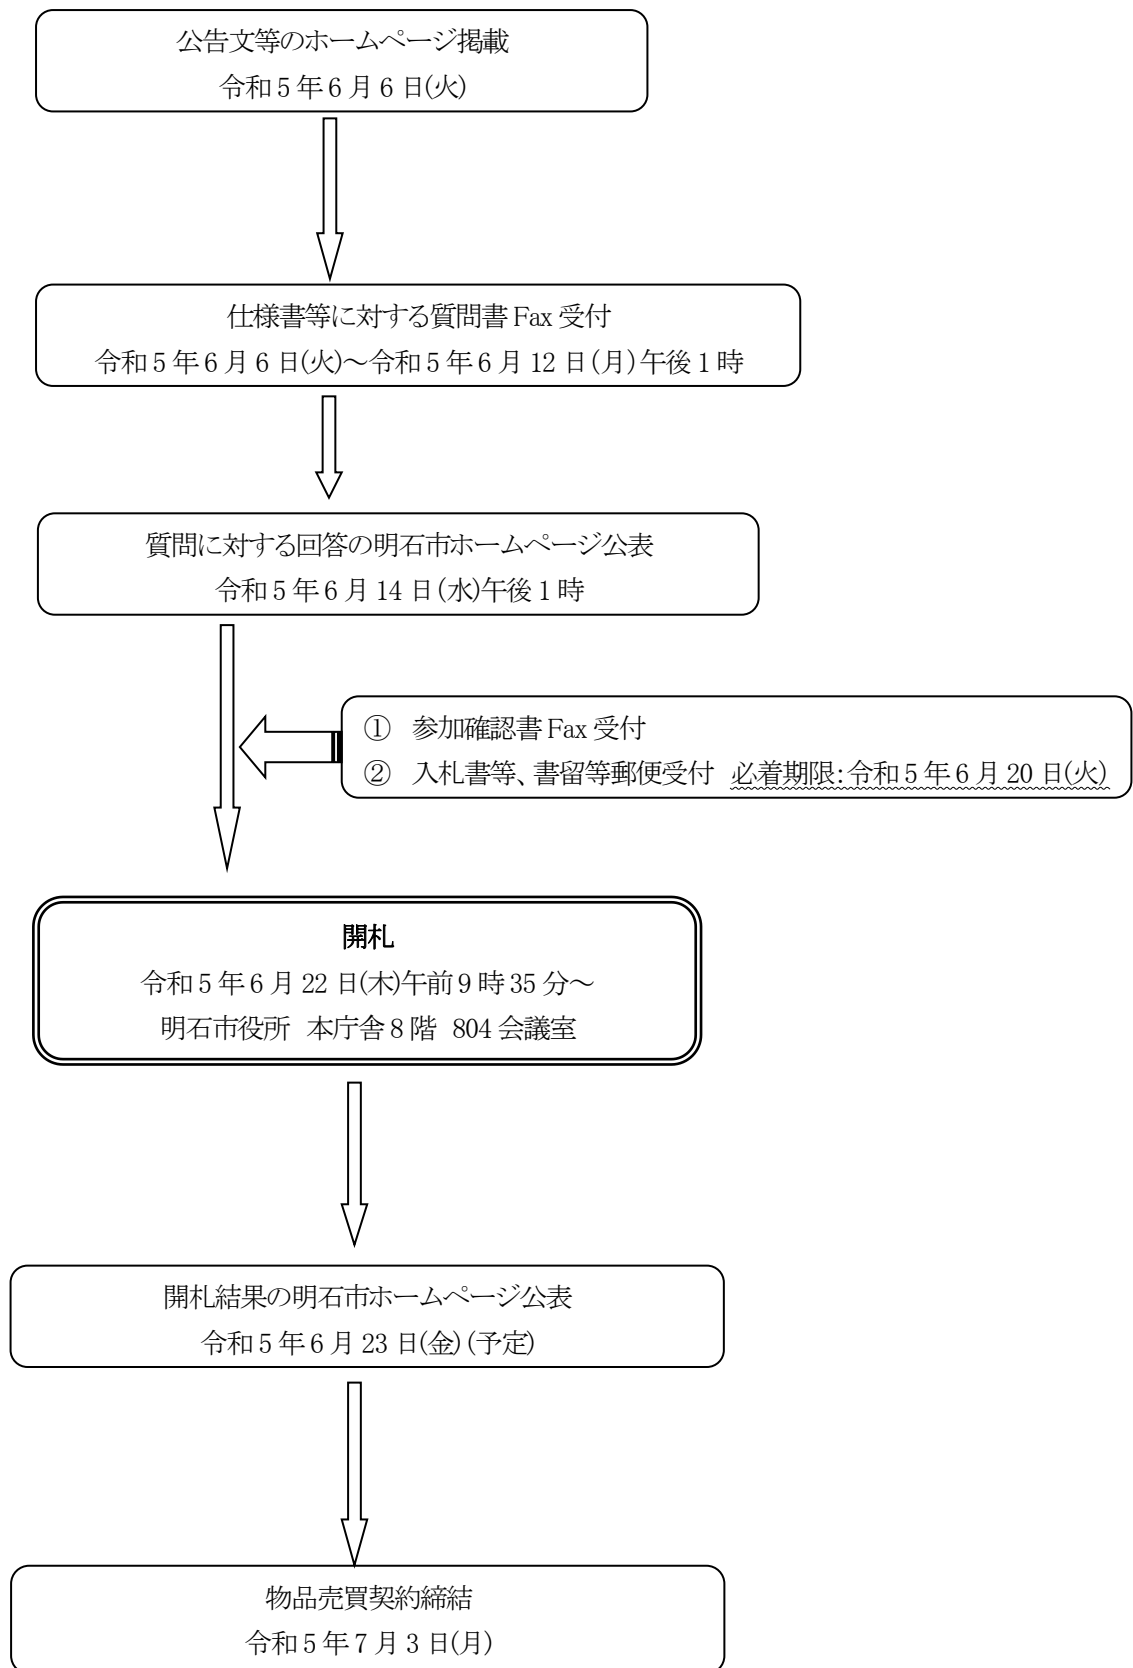 公告文等のホームページ掲載
令和5年6月6日(火)
仕様書等に対する質問書 Fax 受付
令和5年6月6日(火)～令和5年6月12日(月)午後1時
質問に対する回答の明石市ホームページ公表
令和5年6月14日(水)午後1時
① 参加確認書 Fax 受付
② 入札書等、書留等郵便受付 必着期限:令和5年6月20日(火)
開札
令和5年6月22日(木)午前9時35分～
明石市役所 本庁舎8階 804会議室
開札結果の明石市ホームページ公表
令和5年6月23日(金)(予定)
物品売買契約締結
令和5年7月3日(月)